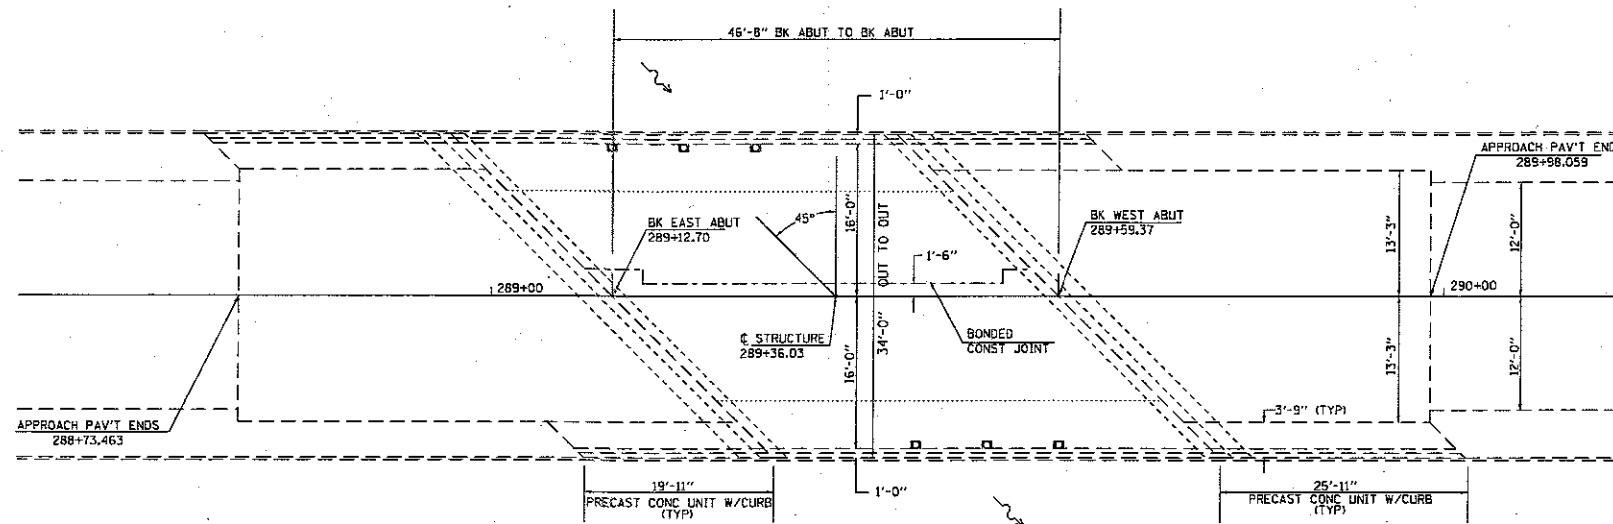 46'-8" BK ABUT TO BK ABUT
1'-0"
APPROACH PAV'T END
289+98.059
BK EAST ABUT
289+12.70
45°
16'-0"
OUT TO OUT
34'-0"
BK WEST ABUT
289+59.37
1'-6"
13'-3"
12'-0"
289+00
290+00
℄ STRUCTURE
289+36.03
BONDED
CONST JOINT
16'-0"
13'-3"
12'-0"
3'-9" (TYP)
APPROACH PAV'T ENDS
288+73.463
19'-11"
PRECAST CONC UNIT W/CURB
(TYP)
1'-0"
25'-11"
PRECAST CONC UNIT W/CURB
(TYP)